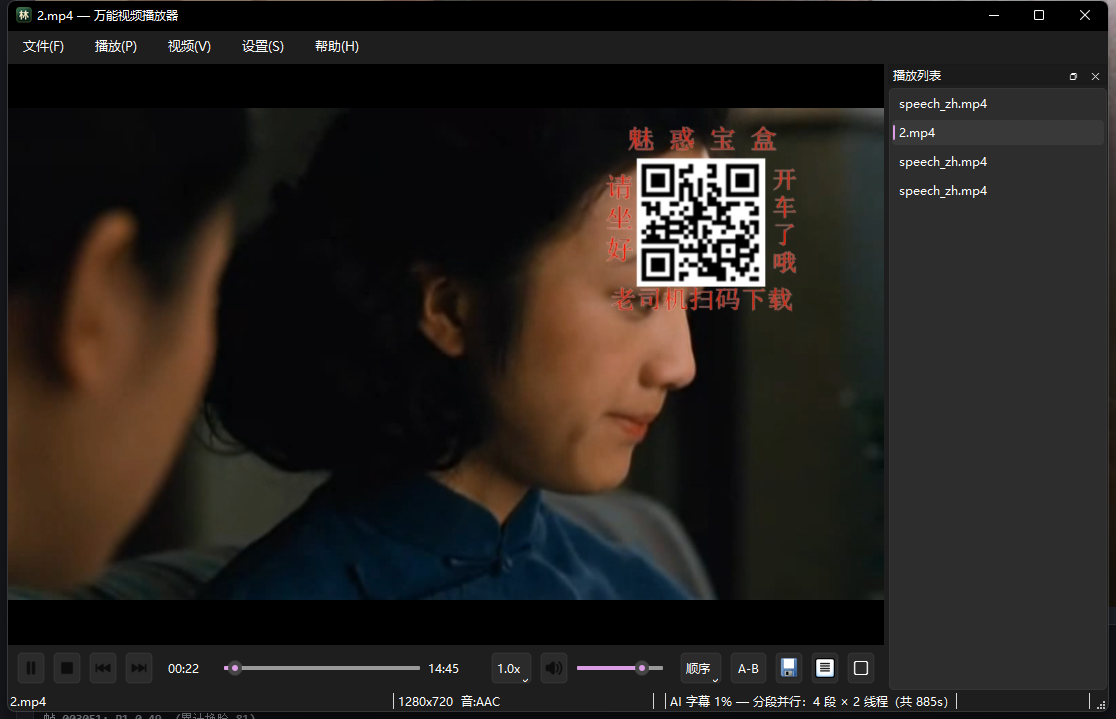 2.mp4 — 万能视频播放器
文件(F) 播放(P) 视频(V) 设置(S) 帮助(H)
播放列表
speech_zh.mp4
2.mp4
speech_zh.mp4
speech_zh.mp4
魅惑宝盒
请坐好
开车了哦
老司机扫码下载
00:22
14:45
1.0x
顺序
A-B
2.mp4
1280x720 音:AAC
AI 字幕 1% — 分段并行: 4 段 × 2 线程 (共 885s)